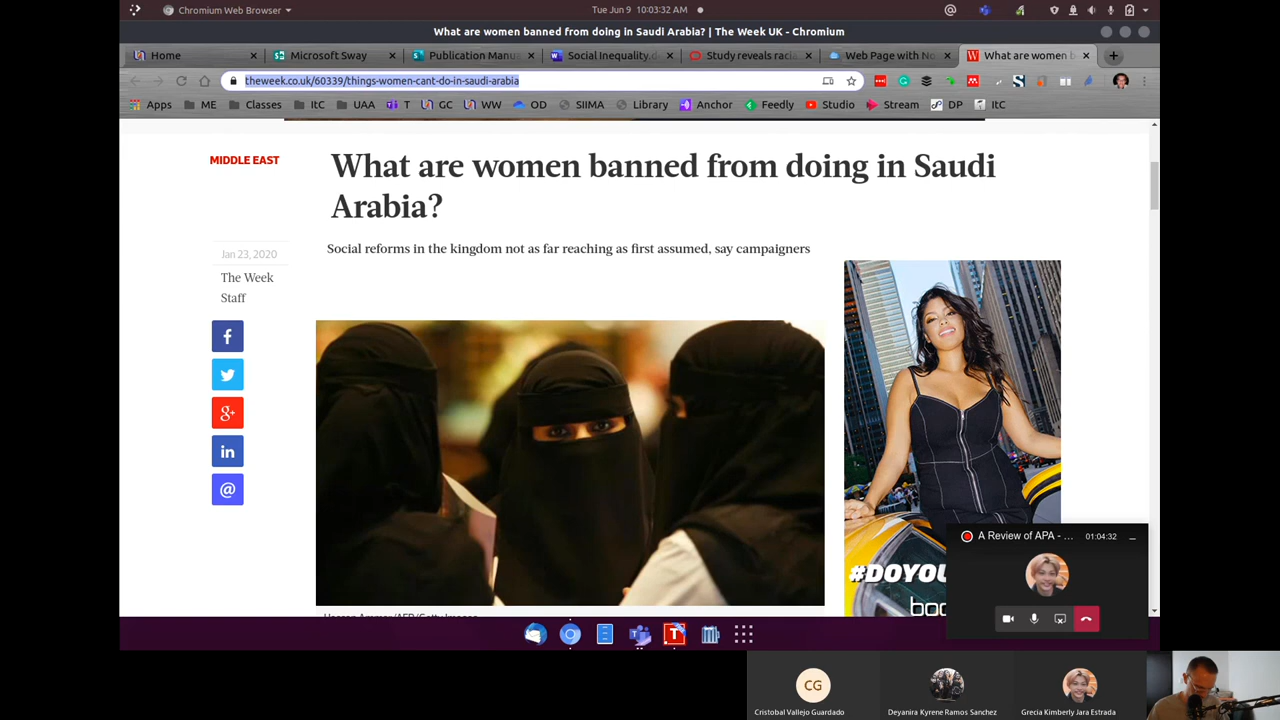 Chromium Web Browser
Tue Jun 9 10:03:32 AM
What are women banned from doing in Saudi Arabia? | The Week UK - Chromium
Home
Microsoft Sway
Publication Manua
Social Inequality.d
Study reveals racia
Web Page with No
What are women b
theweek.co.uk/60339/things-women-cant-do-in-saudi-arabia
Apps ME Classes ItC UAA T GC WW OD SIIMA Library Anchor Feedly Studio Stream DP ItC
MIDDLE EAST
What are women banned from doing in Saudi
Arabia?
Social reforms in the kingdom not as far reaching as first assumed, say campaigners
Jan 23, 2020
The Week
Staff
#DOYOU
boo
A Review of APA - ...
01:04:32
CG
Cristobal Vallejo Guardado
Deyanira Kyrene Ramos Sanchez
Grecia Kimberly Jara Estrada